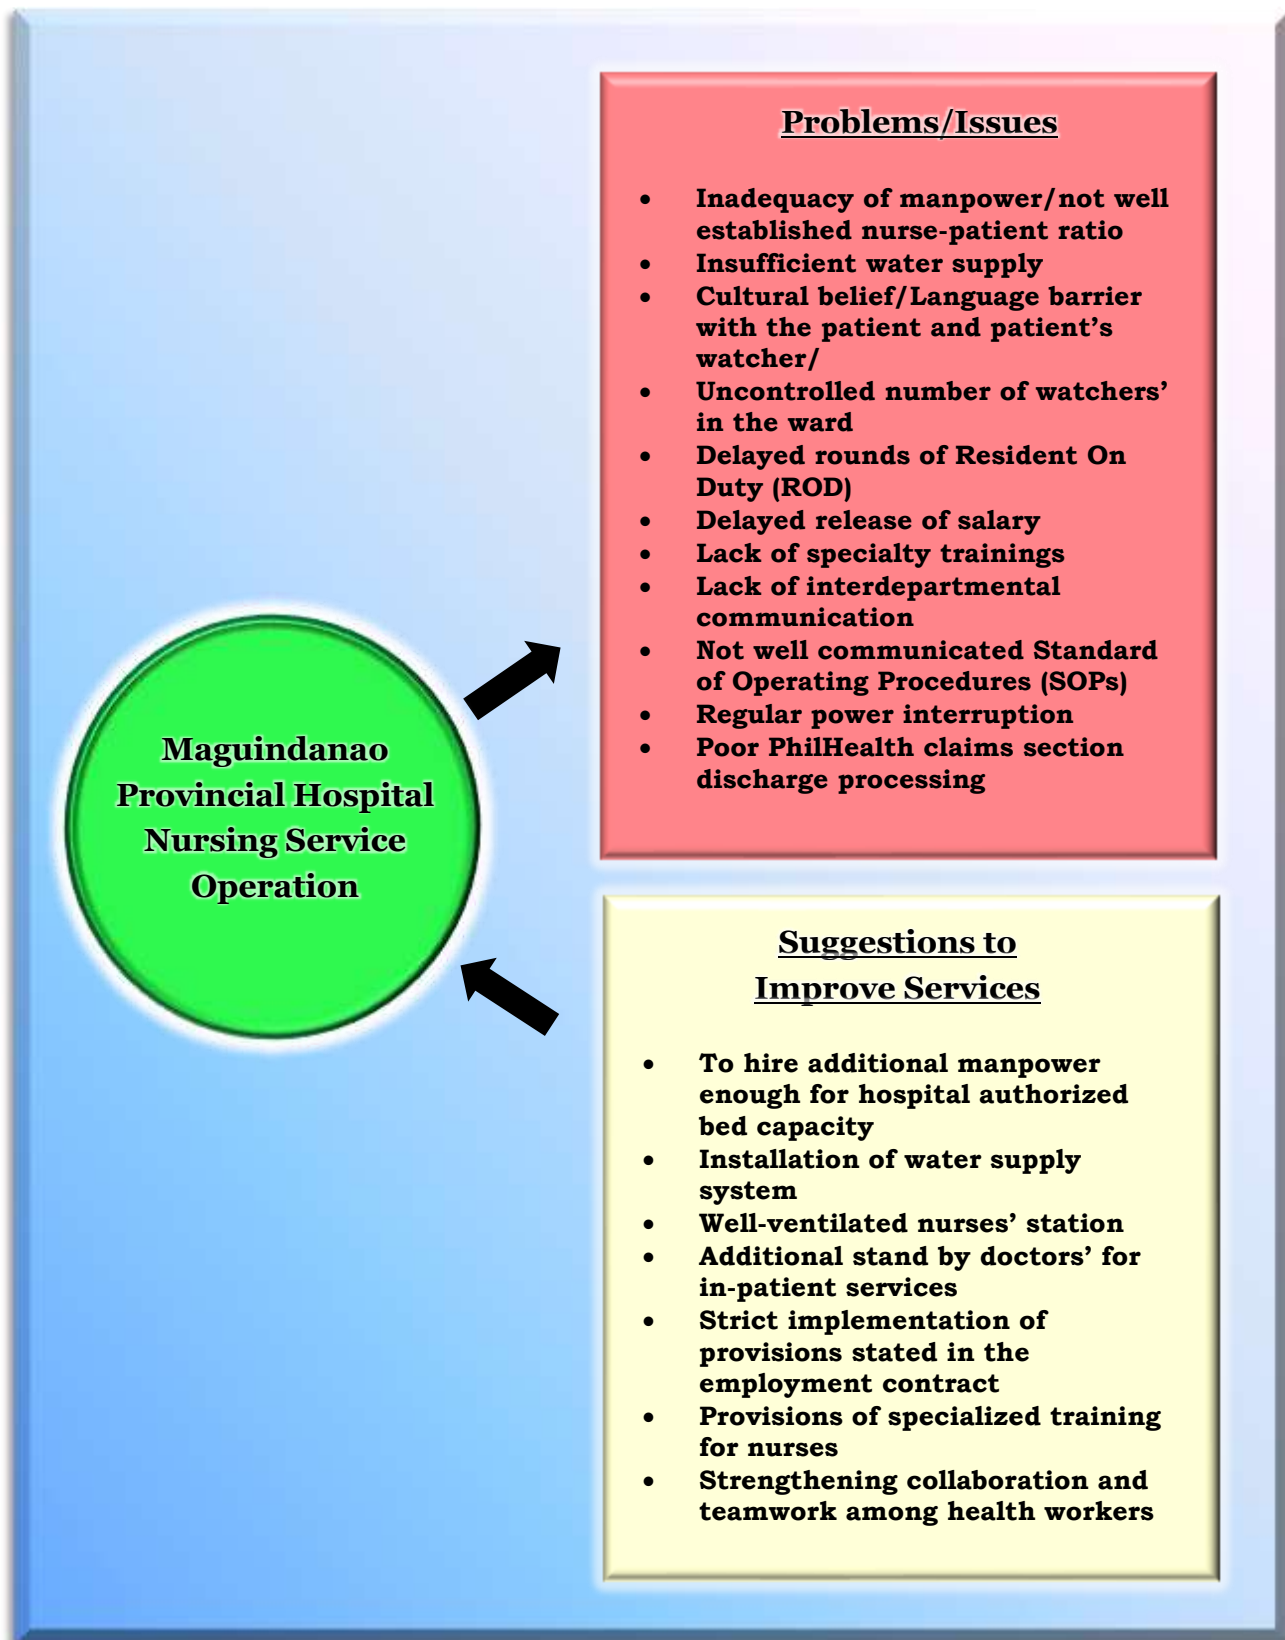 Problems/Issues
• Inadequacy of manpower/not well
established nurse-patient ratio
• Insufficient water supply
• Cultural belief/Language barrier
with the patient and patient’s
watcher/
• Uncontrolled number of watchers’
in the ward
• Delayed rounds of Resident On
Duty (ROD)
• Delayed release of salary
• Lack of specialty trainings
• Lack of interdepartmental
communication
• Not well communicated Standard
of Operating Procedures (SOPs)
• Regular power interruption
• Poor PhilHealth claims section
discharge processing
Maguindanao
Provincial Hospital
Nursing Service
Operation
Suggestions to
Improve Services
• To hire additional manpower
enough for hospital authorized
bed capacity
• Installation of water supply
system
• Well-ventilated nurses’ station
• Additional stand by doctors’ for
in-patient services
• Strict implementation of
provisions stated in the
employment contract
• Provisions of specialized training
for nurses
• Strengthening collaboration and
teamwork among health workers